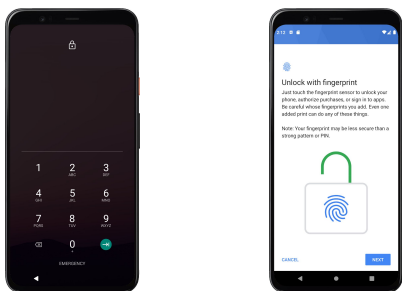 1
2
ABC
3
DEF
4
GHI
5
JKL
6
MNO
7
PQRS
8
TUV
9
WXYZ
0
+
EMERGENCY
3:12
Unlock with fingerprint
Just touch the fingerprint sensor to unlock your
phone, authorize purchases, or sign in to apps.
Be careful whose fingerprints you add. Even one
added print can do any of these things.
Note: Your fingerprint may be less secure than a
strong pattern or PIN.
CANCEL
NEXT